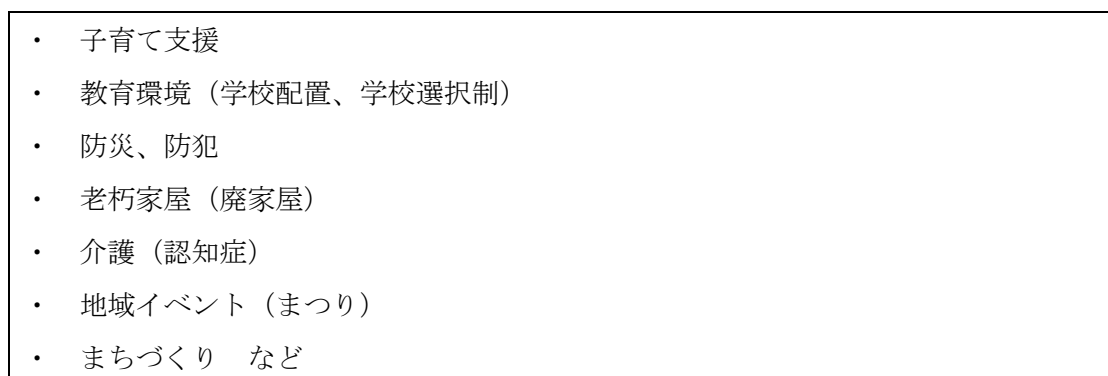 ・ 子育て支援
・ 教育環境（学校配置、学校選択制）
・ 防災、防犯
・ 老朽家屋（廃家屋）
・ 介護（認知症）
・ 地域イベント（まつり）
・ まちづくり　など